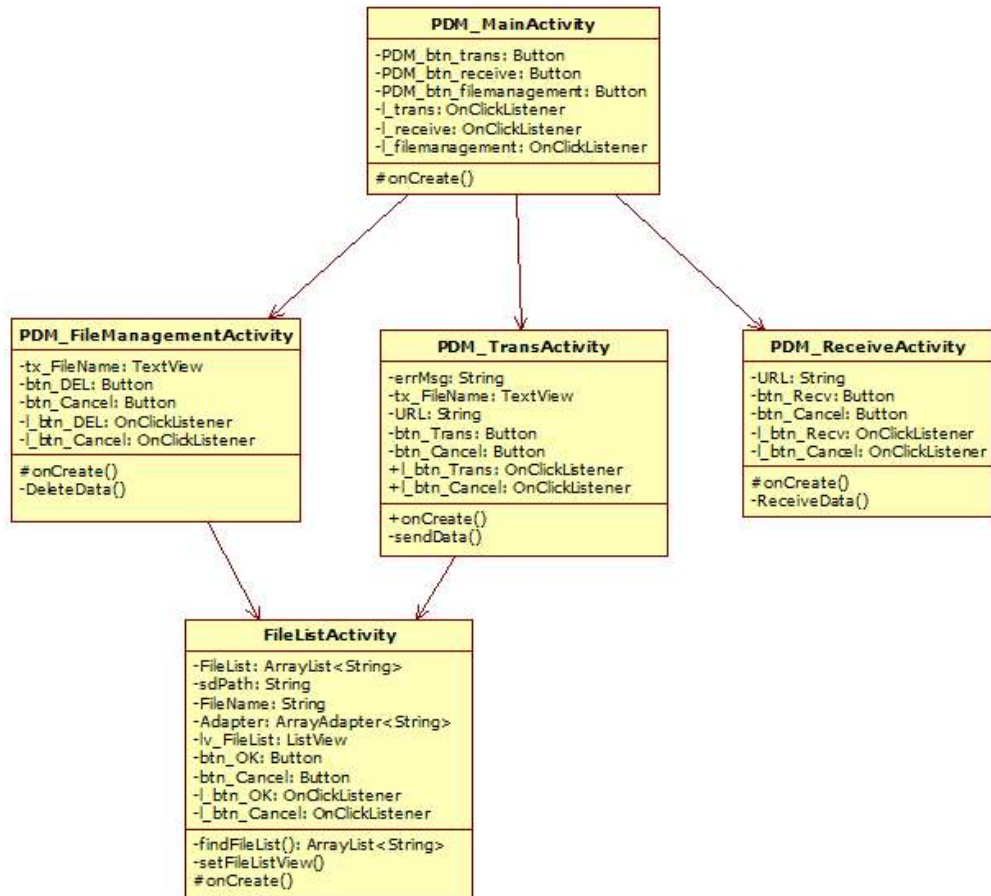 PDM_MainActivity
-PDM_btn_trans: Button
-PDM_btn_receive: Button
-PDM_btn_filemanagement: Button
-l_trans: OnClickListener
-l_receive: OnClickListener
-l_filemanagement: OnClickListener
#onCreate()
PDM_FileManagementActivity
-tx_FileName: TextView
-btn_DEL: Button
-btn_Cancel: Button
-l_btn_DEL: OnClickListener
-l_btn_Cancel: OnClickListener
#onCreate()
-DeleteData()
PDM_TransActivity
-errMsg: String
-tx_FileName: TextView
-URL: String
-btn_Trans: Button
-btn_Cancel: Button
+l_btn_Trans: OnClickListener
+l_btn_Cancel: OnClickListener
+onCreate()
-sendData()
PDM_ReceiveActivity
-URL: String
-btn_Recv: Button
-btn_Cancel: Button
-l_btn_Recv: OnClickListener
-l_btn_Cancel: OnClickListener
#onCreate()
-ReceiveData()
FileListActivity
-FileList: ArrayList<String>
-sdPath: String
-FileName: String
-Adapter: ArrayAdapter<String>
-lv_FileList: ListView
-btn_OK: Button
-btn_Cancel: Button
-l_btn_OK: OnClickListener
-l_btn_Cancel: OnClickListener
-findFileList(): ArrayList<String>
-setFileListView()
#onCreate()